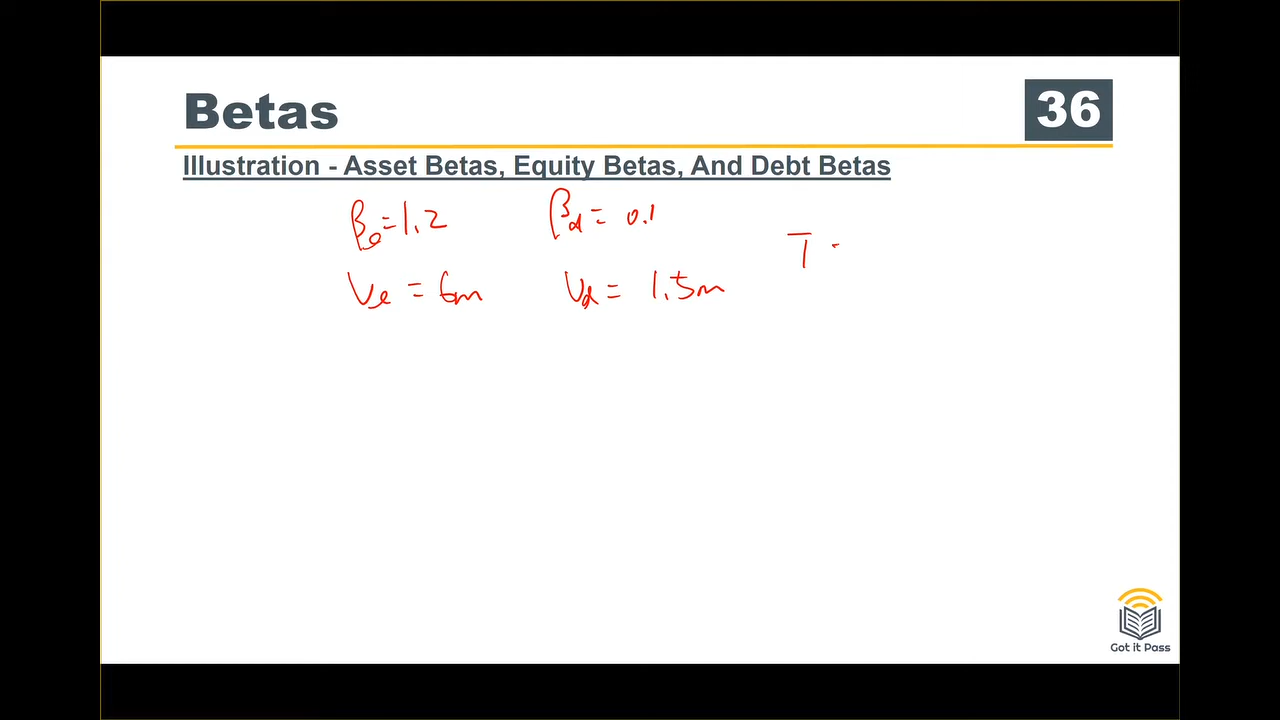 Betas
36
Illustration - Asset Betas, Equity Betas, And Debt Betas
βe = 1.2 βd = 0.1
T -
Ve = 6m Vd = 1.5m
Got it Pass